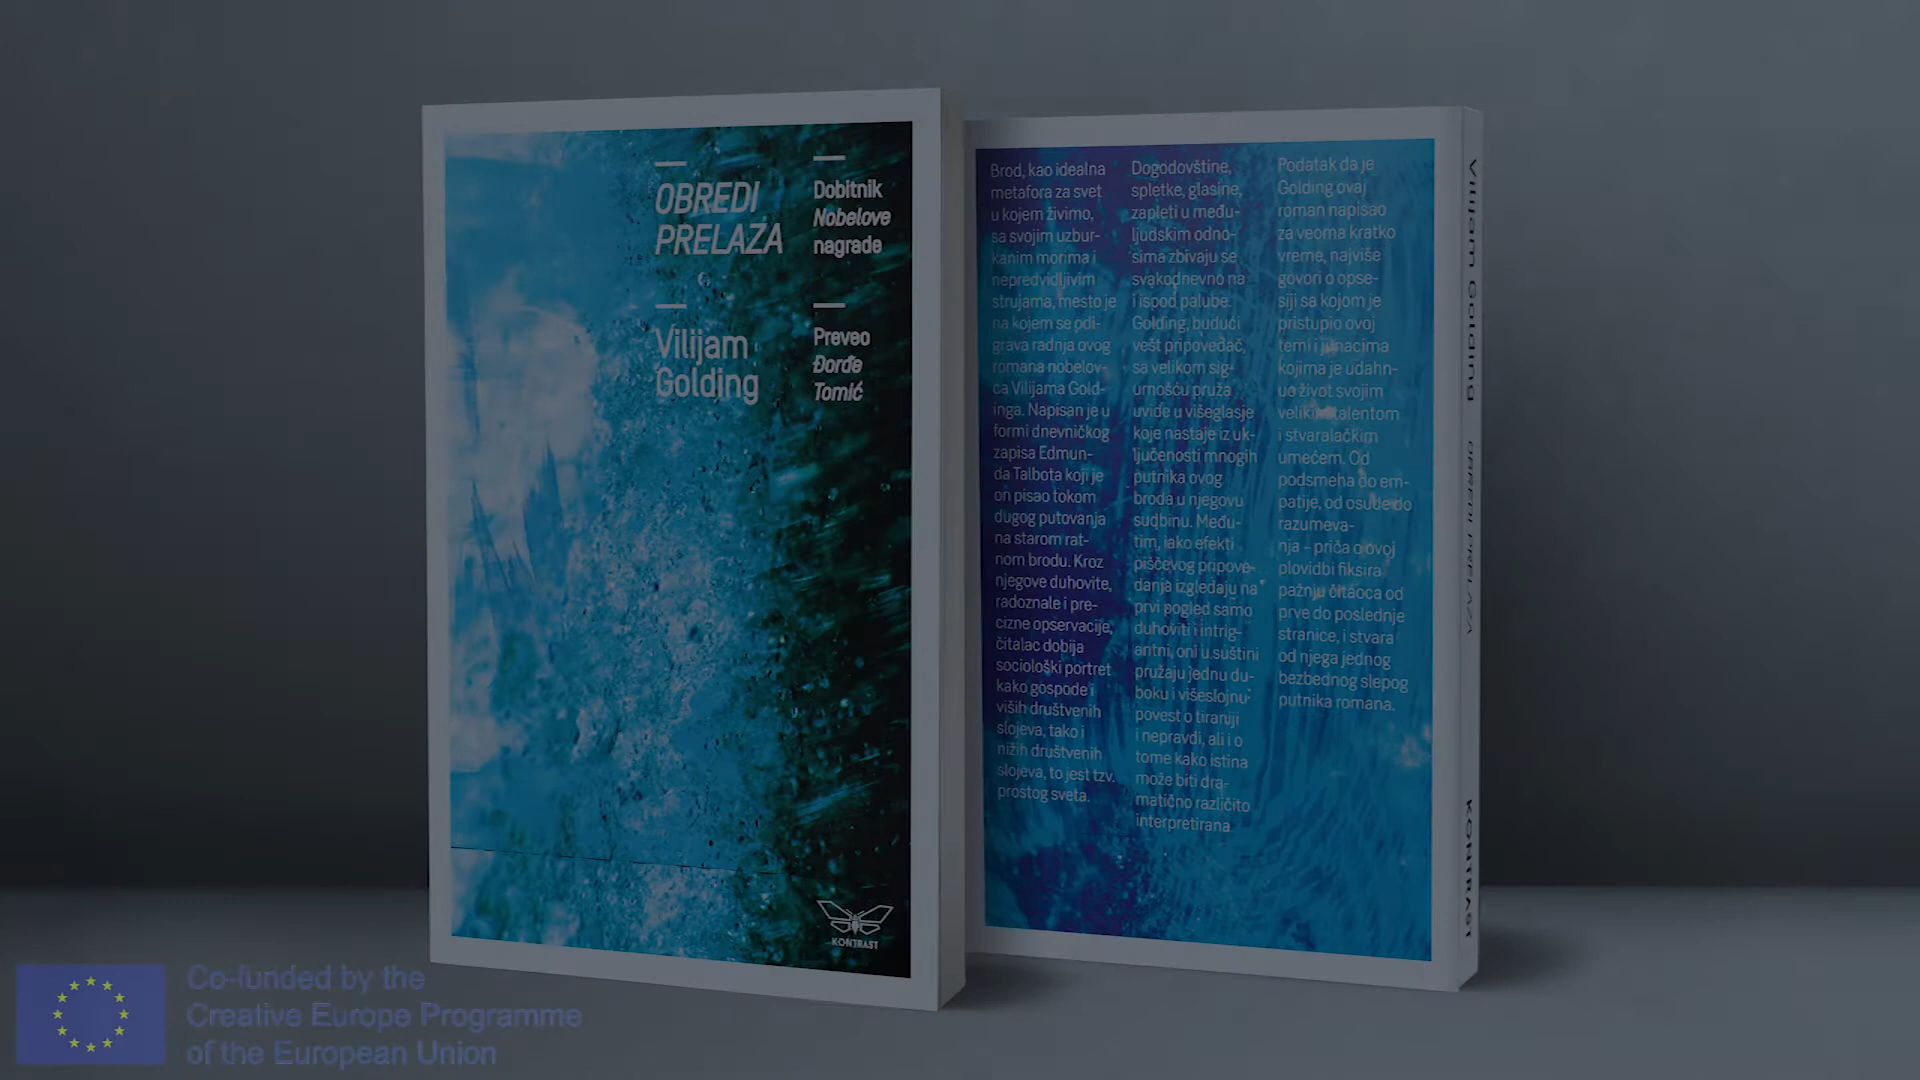 OBREDI
PRELAZA
Dobitnik
Nobelove
nagrade
Vilijam
Golding
Preveo
Đorđe
Tomić
KONTRAST
Brod, kao idealna
metafora za svet
u kojem živimo,
sa svojim uzbur-
kanim morima i
nepredvidljivim
strujama, mesto je
na kojem se odi-
grava radnja ovog
romana nobelov-
ca Vilijama Gold-
inga. Napisan je u
formi dnevničkog
zapisa Edmun-
da Talbota koji je
on pisao tokom
dugog putovanja
na starom rat-
nom brodu. Kroz
njegove duhovite,
radoznale i pre-
cizne opservacije,
čitalac dobija
sociološki portret
kako gospode i
viših društvenih
slojeva, tako i
nižih društvenih
slojeva, to jest tzv.
prostog sveta.
Dogodovštine,
spletke, glasine,
zapleti u među-
ljudskim odno-
sima zbivaju se
svakodnevno na
i ispod palube.
Golding, budući
vešt pripovedač,
sa velikom sig-
urnošću pruža
uvide u višeglasje
koje nastaje iz uk-
ljučenosti mnogih
putnika ovog
broda u njegovu
sudbinu. Među-
tim, iako efekti
piščevog pripove-
danja izgledaju na
prvi pogled samo
duhoviti i intrig-
antni, oni u suštini
pružaju jednu du-
boku i višeslojnu
povest o tiraniji
i nepravdi, ali i o
tome kako istina
može biti dra-
matično različito
interpretirana.
Podatak da je
Golding ovaj
roman napisao
za veoma kratko
vreme, najviše
govori o opse-
siji sa kojom je
pristupio ovoj
temi i junacima
kojima je udahn-
uo život svojim
velikim talentom
i stvaralačkim
umećem. Od
podsmeha do em-
patije, od osude do
razumeva-
nja – priča o ovoj
plovidbi fiksira
pažnju čitaoca od
prve do poslednje
stranice, i stvara
od njega jednog
bezbednog slepog
putnika romana.
Vilijam Golding OBREDI PRELAZA KONTRAST
Co-funded by the
Creative Europe Programme
of the European Union